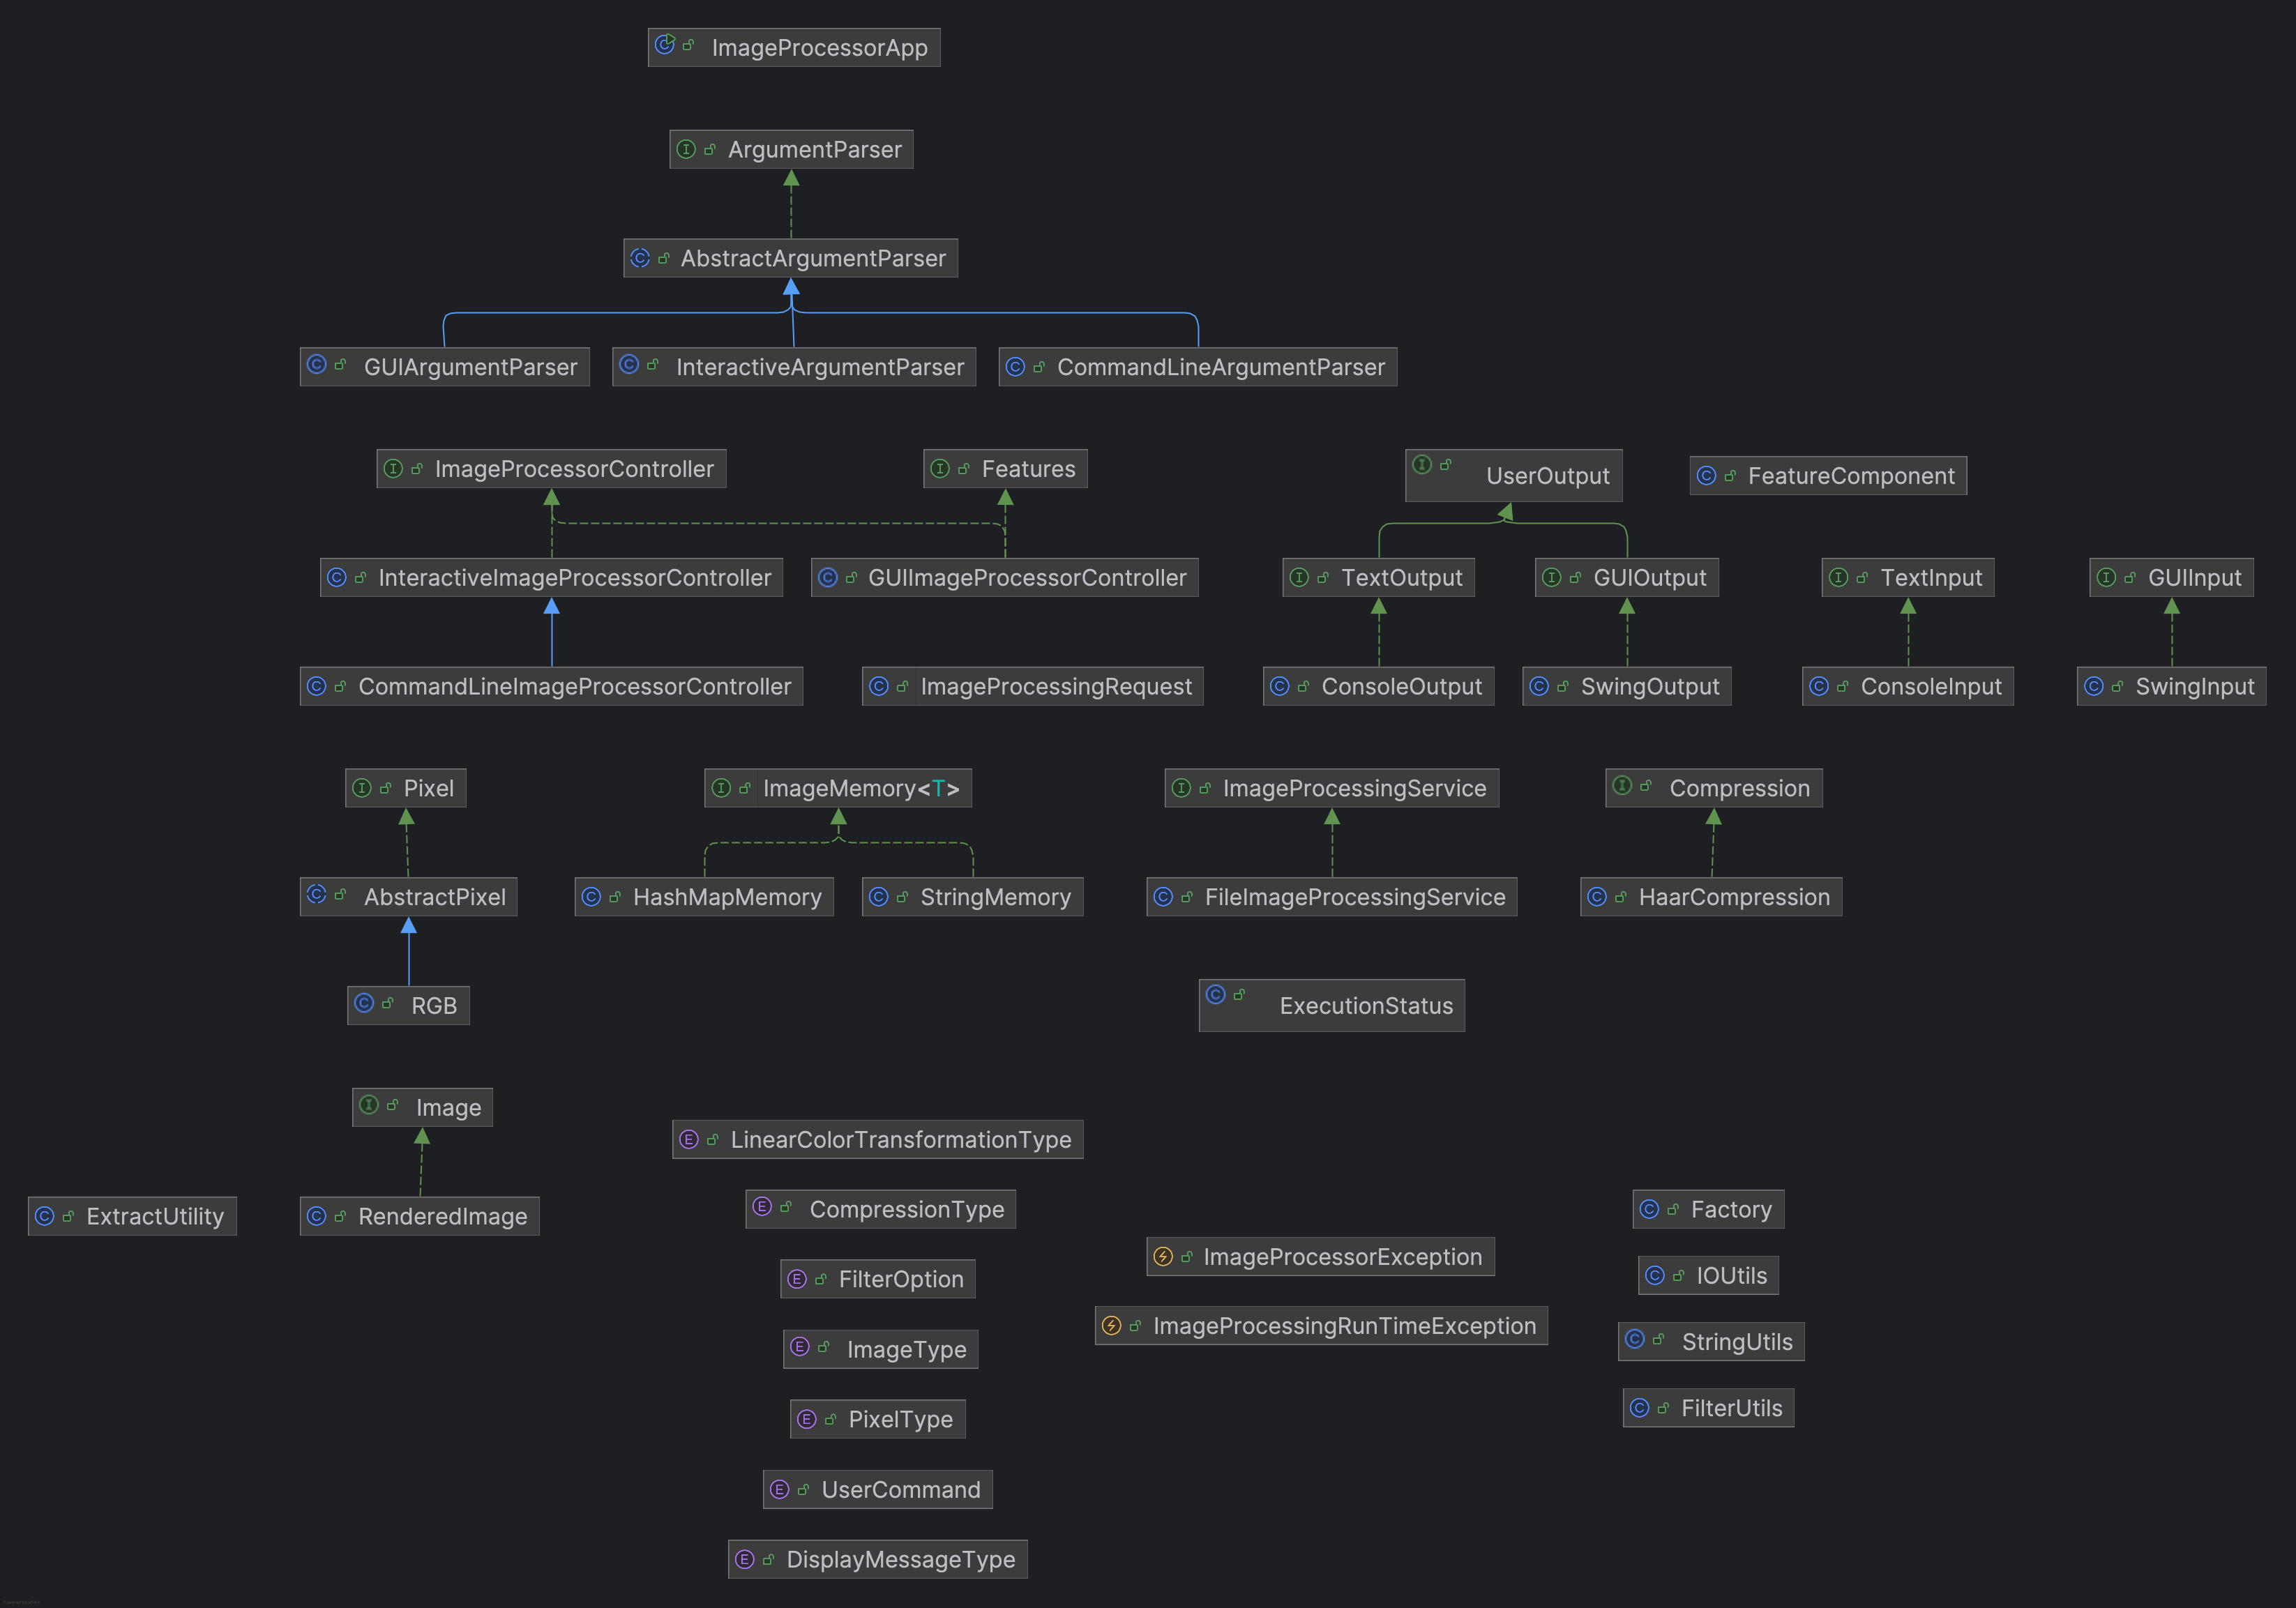 ImageProcessorApp
ArgumentParser
AbstractArgumentParser
GUIArgumentParser
InteractiveArgumentParser
CommandLineArgumentParser
ImageProcessorController
Features
UserOutput
FeatureComponent
InteractiveImageProcessorController
GUIImageProcessorController
TextOutput
GUIOutput
TextInput
GUIInput
CommandLineImageProcessorController
ImageProcessingRequest
ConsoleOutput
SwingOutput
ConsoleInput
SwingInput
Pixel
ImageMemory<T>
ImageProcessingService
Compression
AbstractPixel
HashMapMemory
StringMemory
FileImageProcessingService
HaarCompression
RGB
ExecutionStatus
Image
LinearColorTransformationType
ExtractUtility
RenderedImage
CompressionType
Factory
ImageProcessorException
FilterOption
IOUtils
ImageProcessingRunTimeException
ImageType
StringUtils
PixelType
FilterUtils
UserCommand
DisplayMessageType